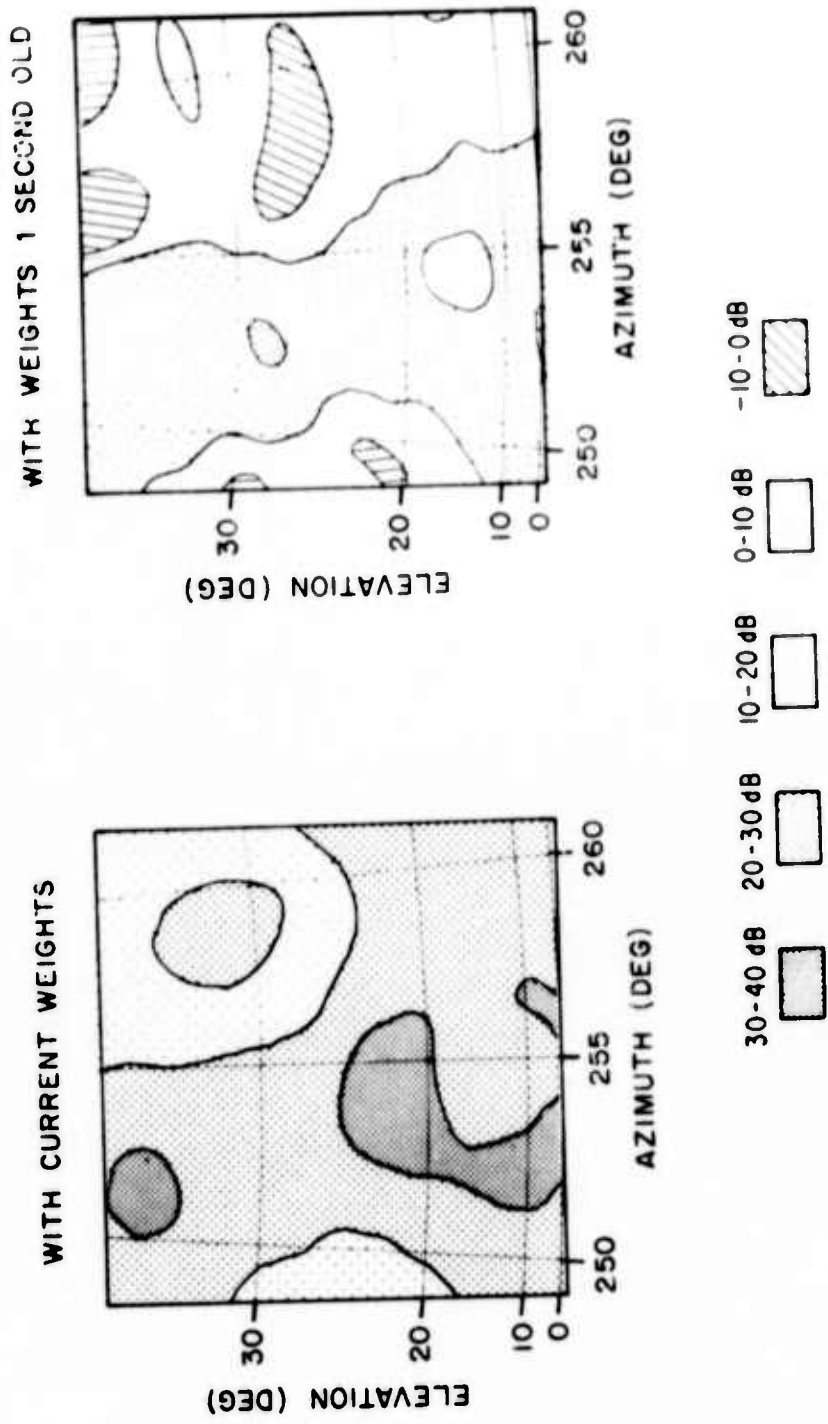 WITH CURRENT WEIGHTS
ELEVATION (DEG)
30
20
10
0
250
255
260
AZIMUTH (DEG)
WITH WEIGHTS 1 SECOND OLD
ELEVATION (DEG)
30
20
10
0
250
255
260
AZIMUTH (DEG)
30-40 dB
20-30 dB
10-20 dB
0-10 dB
-10-0 dB